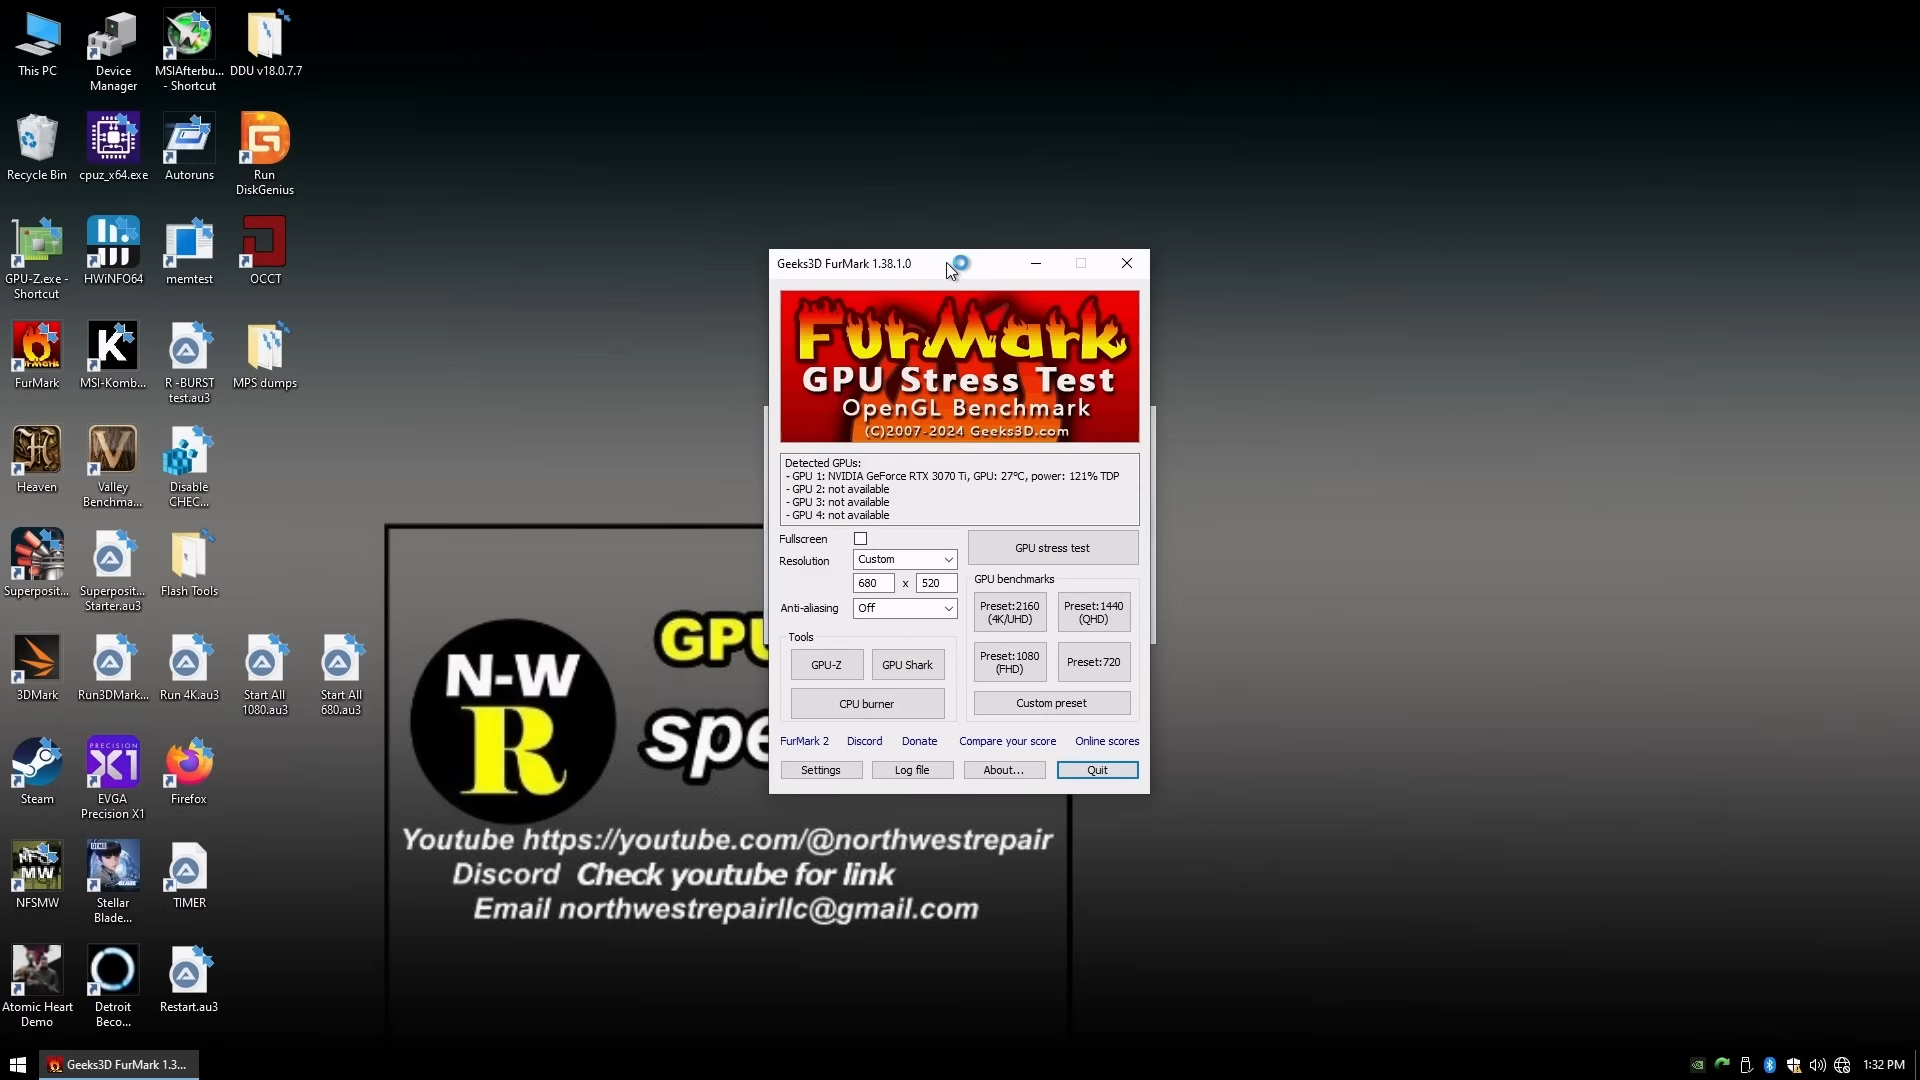 This PC
Device
Manager
MSIAfterbu...
- Shortcut
DDU v18.0.7.7
Recycle Bin
cpuz_x64.exe
Autoruns
Run
DiskGenius
GPU-Z.exe -
Shortcut
HWiNFO64
memtest
OCCT
FurMark
MSI-Komb...
R -BURST
test.au3
MPS dumps
Heaven
Valley
Benchma...
Disable
CHEC...
Superposit...
Superposit...
Starter.au3
Flash Tools
3DMark
Run3DMark...
Run 4K.au3
Start All
1080.au3
Start All
680.au3
Steam
PRECISION
X1
EVGA
Precision X1
Firefox
NFS
MW
NFSMW
DEMO
Stellar
Blade...
TIMER
Atomic Heart
Demo
Detroit
Beco...
Restart.au3
Geeks3D FurMark 1.38.1.0
FurMark
GPU Stress Test
OpenGL Benchmark
(C)2007-2024 Geeks3D.com
Detected GPUs:
- GPU 1: NVIDIA GeForce RTX 3070 Ti, GPU: 27°C, power: 121% TDP
- GPU 2: not available
- GPU 3: not available
- GPU 4: not available
Fullscreen
Resolution
Custom
680 x 520
Anti-aliasing
Off
GPU stress test
GPU benchmarks
Preset:2160
(4K/UHD)
Preset:1440
(QHD)
Preset:1080
(FHD)
Preset:720
Custom preset
Tools
GPU-Z
GPU Shark
CPU burner
FurMark 2
Discord
Donate
Compare your score
Online scores
Settings
Log file
About...
Quit
N-W
R
GPU
spe
Youtube https://youtube.com/@northwestrepair
Discord Check youtube for link
Email northwestrepairllc@gmail.com
Geeks3D FurMark 1.3...
1:32 PM